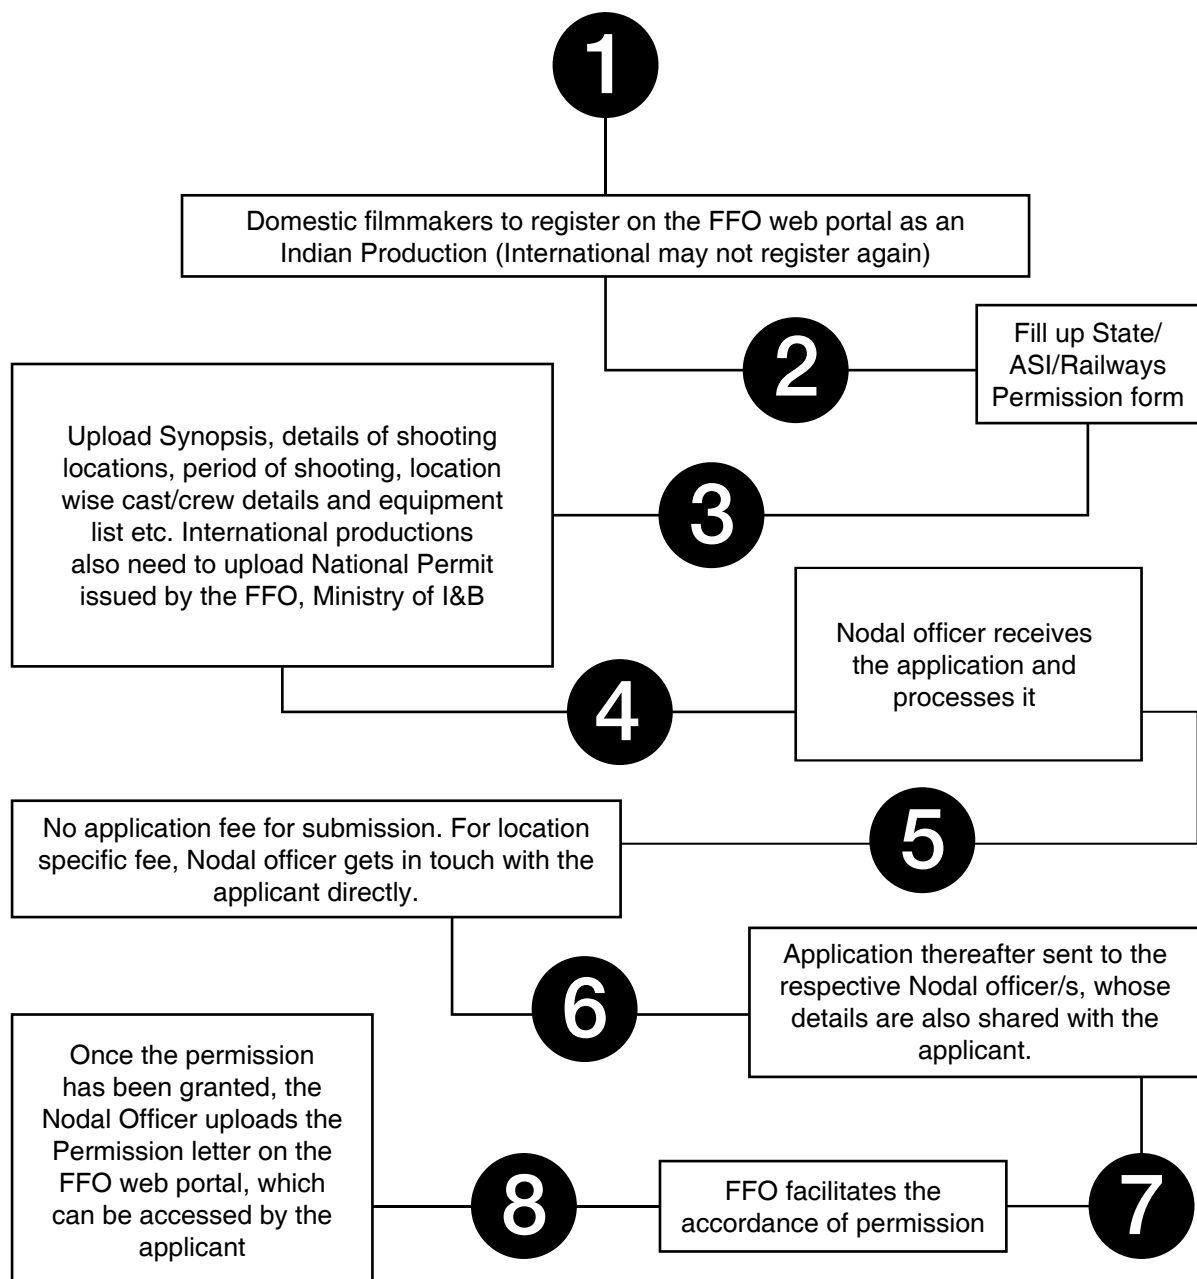 1
Domestic filmmakers to register on the FFO web portal as an
Indian Production (International may not register again)
2
Fill up State/
ASI/Railways
Permission form
3
Upload Synopsis, details of shooting
locations, period of shooting, location
wise cast/crew details and equipment
list etc. International productions
also need to upload National Permit
issued by the FFO, Ministry of I&B
4
Nodal officer receives
the application and
processes it
5
No application fee for submission. For location
specific fee, Nodal officer gets in touch with the
applicant directly.
6
Application thereafter sent to the
respective Nodal officer/s, whose
details are also shared with the
applicant.
7
FFO facilitates the
accordance of permission
8
Once the permission
has been granted, the
Nodal Officer uploads the
Permission letter on the
FFO web portal, which
can be accessed by the
applicant